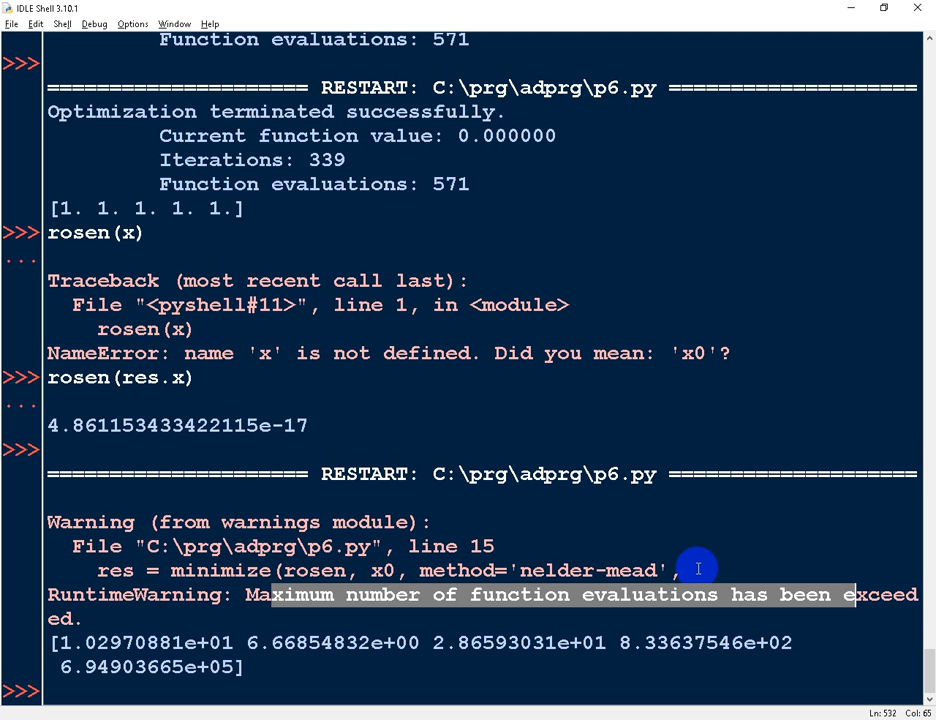 IDLE Shell 3.10.1
File Edit Shell Debug Options Window Help
Function evaluations: 571
>>>
==================== RESTART: C:\prg\adprg\p6.py ===================
Optimization terminated successfully.
Current function value: 0.000000
Iterations: 339
Function evaluations: 571
[1. 1. 1. 1. 1.]
>>> rosen(x)
...
Traceback (most recent call last):
File "<pyshell#11>", line 1, in <module>
rosen(x)
NameError: name 'x' is not defined. Did you mean: 'x0'?
>>> rosen(res.x)
...
4.861153433422115e-17
>>>
==================== RESTART: C:\prg\adprg\p6.py ===================
Warning (from warnings module):
File "C:\prg\adprg\p6.py", line 15
res = minimize(rosen, x0, method='nelder-mead',
RuntimeWarning: Maximum number of function evaluations has been exceed
ed.
[1.02970881e+01 6.66854832e+00 2.86593031e+01 8.33637546e+02
6.94903665e+05]
>>>
Ln: 532 Col: 65